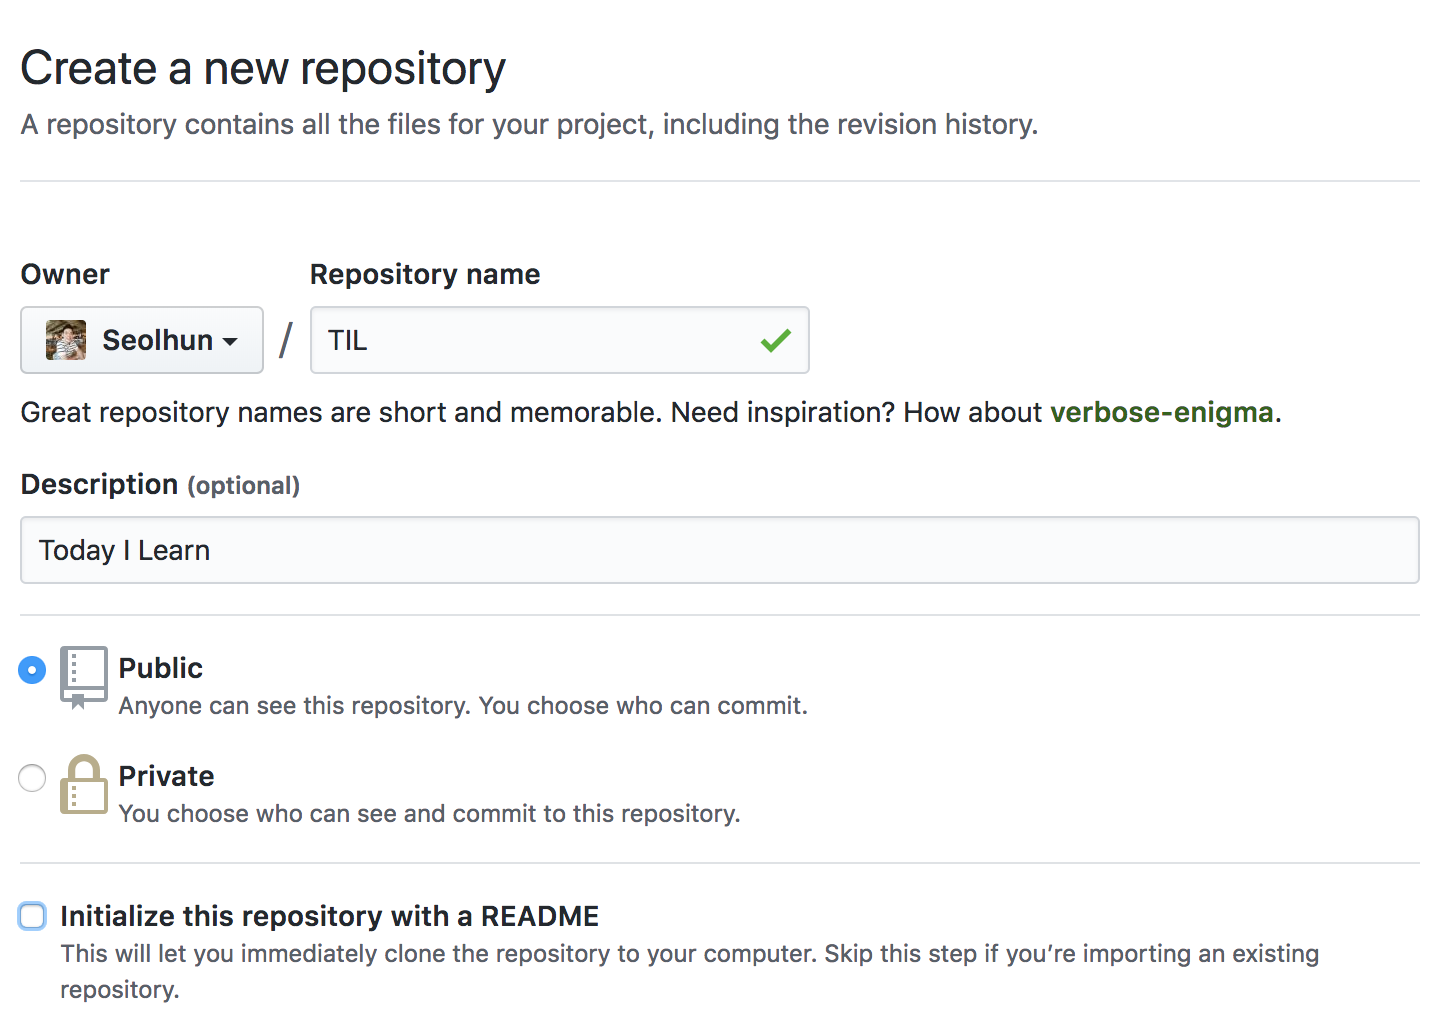 Create a new repository
A repository contains all the files for your project, including the revision history.
Owner
Repository name
Seolhun
/
TIL
Great repository names are short and memorable. Need inspiration? How about verbose-enigma.
Description (optional)
Today I Learn
Public
Anyone can see this repository. You choose who can commit.
Private
You choose who can see and commit to this repository.
Initialize this repository with a README
This will let you immediately clone the repository to your computer. Skip this step if you’re importing an existing
repository.